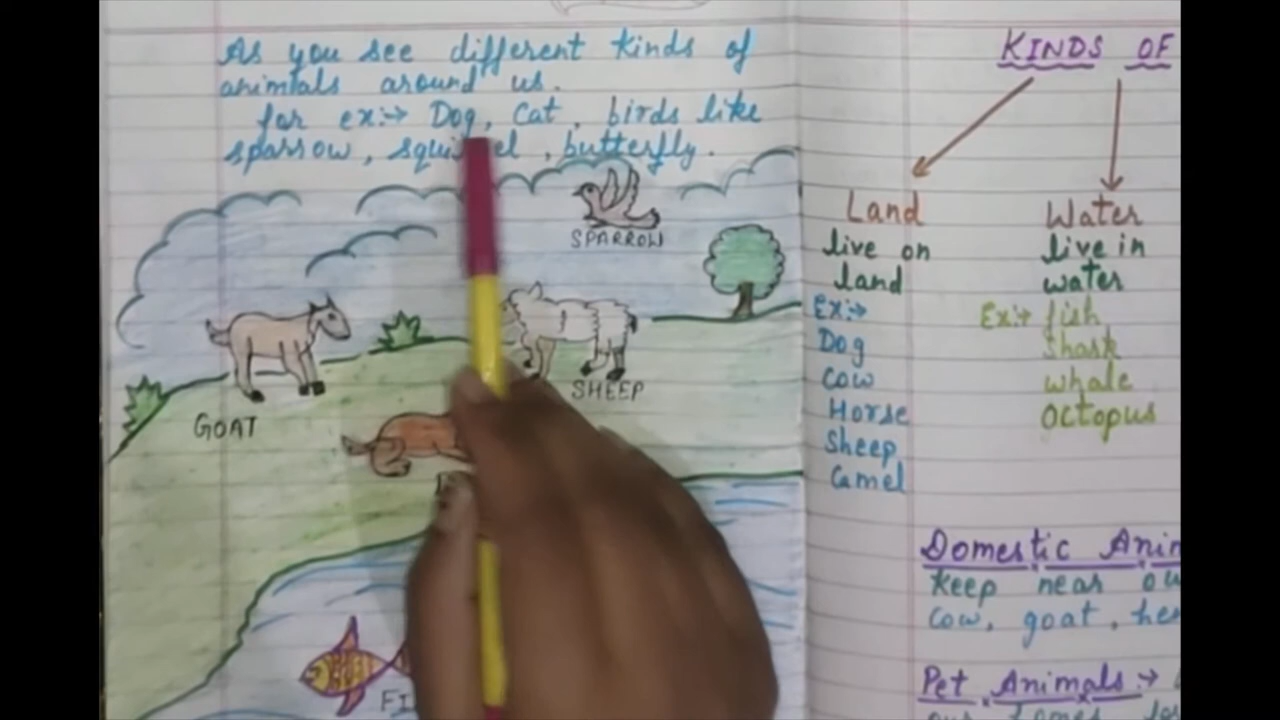 As you see different kinds of
animals around us.
for ex:→ Dog, Cat, birds like
sparrow, squirrel, butterfly.
SPARROW
SHEEP
GOAT
KINDS OF
Land
live on
land
Ex:→
Dog
Cow
Horse
Sheep
Camel
Water
live in
water
Ex:→ fish
Shark
whale
Octopus
Domestic
keep near
Cow, goat,
Pet Animals:→